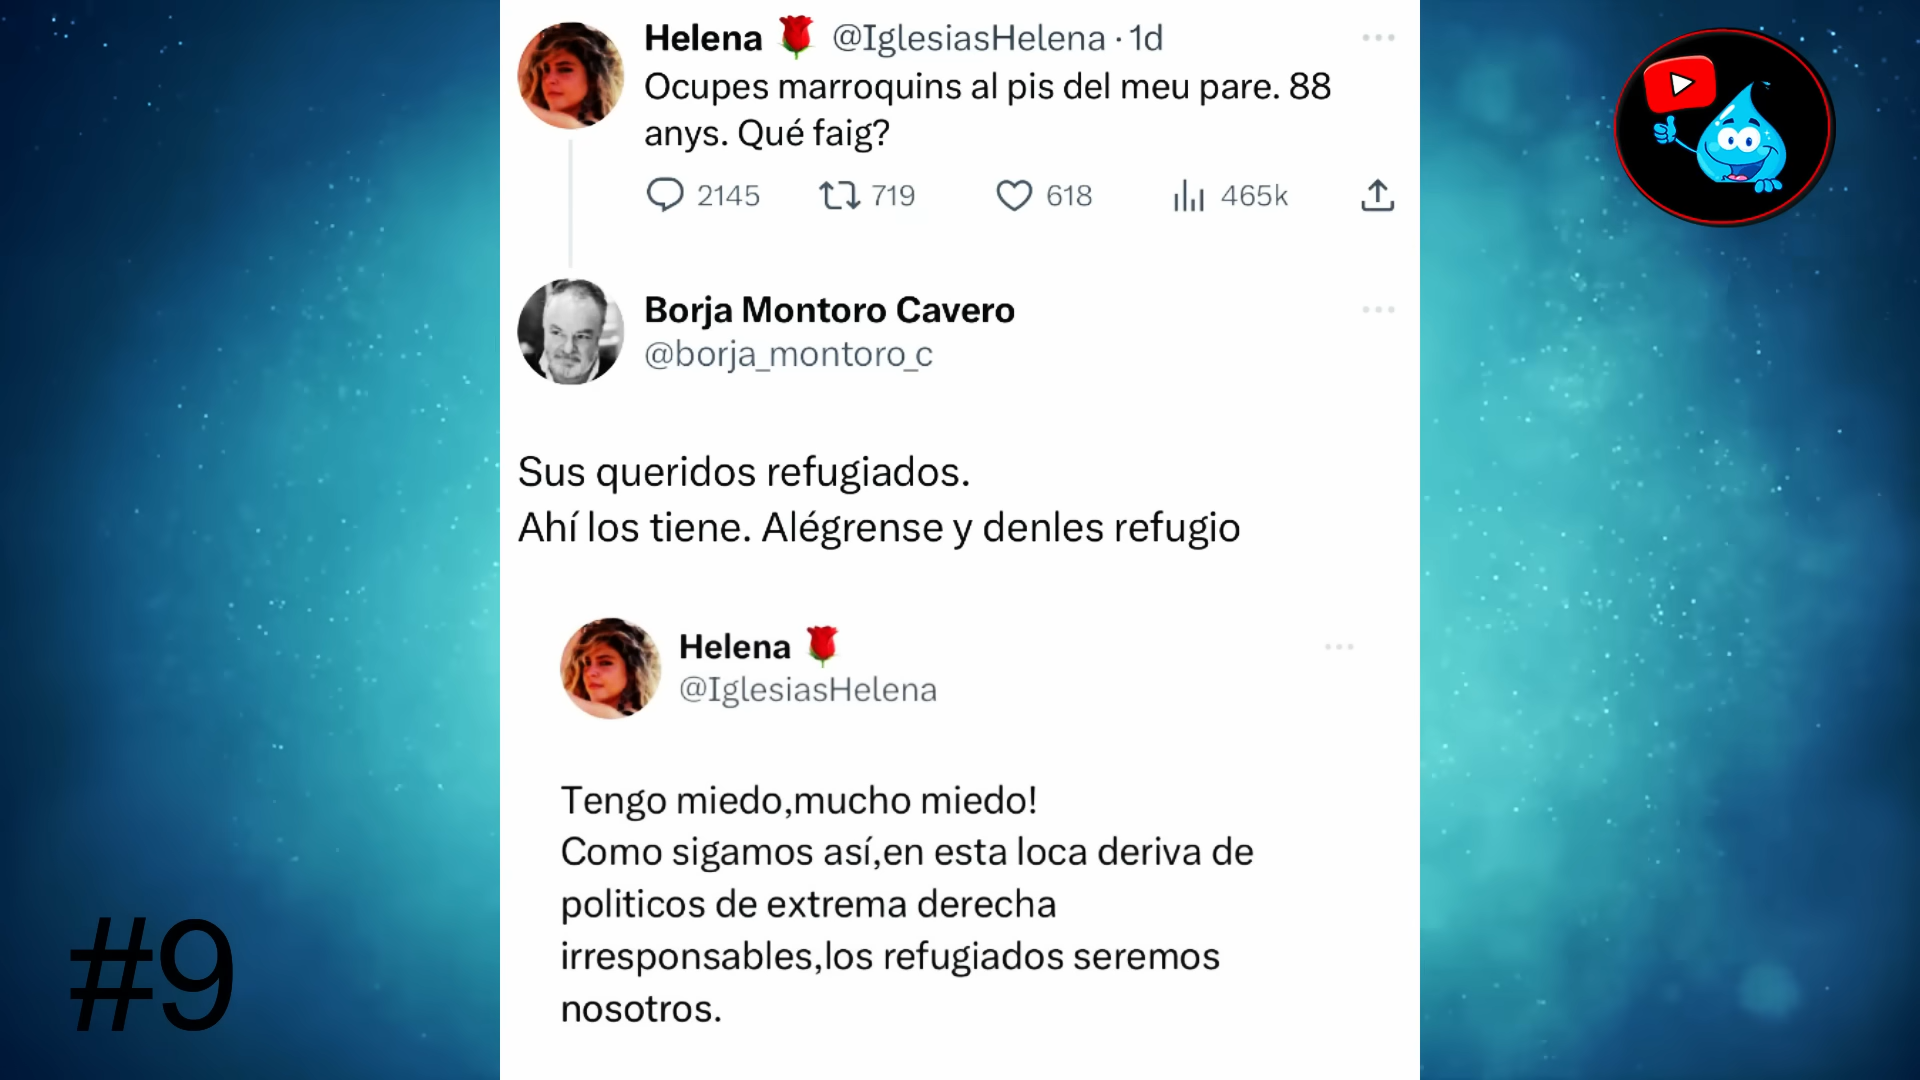 Helena 🌹 @IglesiasHelena · 1d
Ocupes marroquins al pis del meu pare. 88
anys. Qué faig?
2145 719 618 465k
Borja Montoro Cavero
@borja_montoro_c
Sus queridos refugiados.
Ahí los tiene. Alégrense y denles refugio
Helena 🌹
@IglesiasHelena
Tengo miedo,mucho miedo!
Como sigamos así,en esta loca deriva de
politicos de extrema derecha
irresponsables,los refugiados seremos
nosotros.
#9